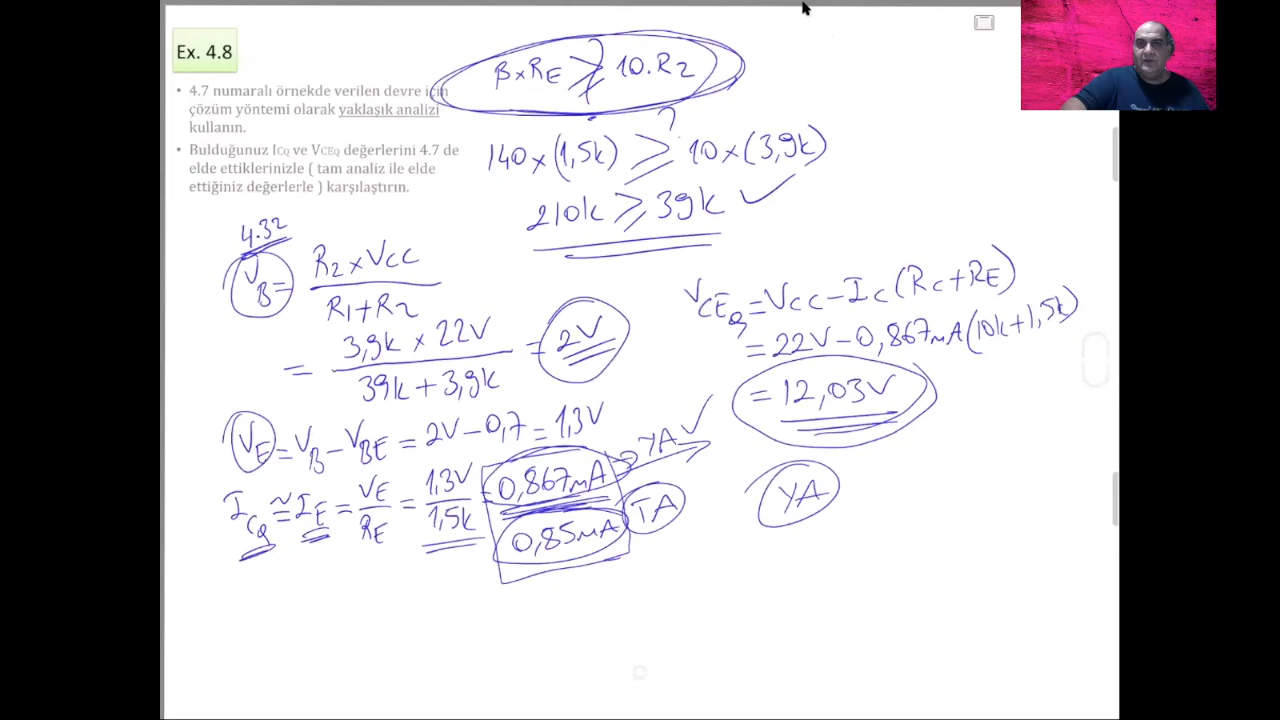 Ex. 4.8
• 4.7 numaralı örnekde verilen devre için
çözüm yöntemi olarak yaklaşık analizi
kullanın.
• Bulduğunuz ICQ ve VCEQ değerlerini 4.7 de
elde ettiklerinizle ( tam analiz ile elde
ettiğiniz değerlerle ) karşılaştırın.
β×RE ≥? 10.R2
140×(1,5k) ≥? 10×(3,9k)
210k ≥ 39k ✓
4.32
VB = R2×VCC / R1+R2
= 3,9k × 22V / 39k + 3,9k = 2V
VE = VB − VBE = 2V − 0,7 = 1,3V
ICQ ≅ IE = VE / RE = 1,3V / 1,5k = 0,867mA ⇒ YA ✓
0,85mA TA
VCEQ = VCC − IC (RC + RE)
= 22V − 0,867mA (10k + 1,5k)
= 12,03V
YA